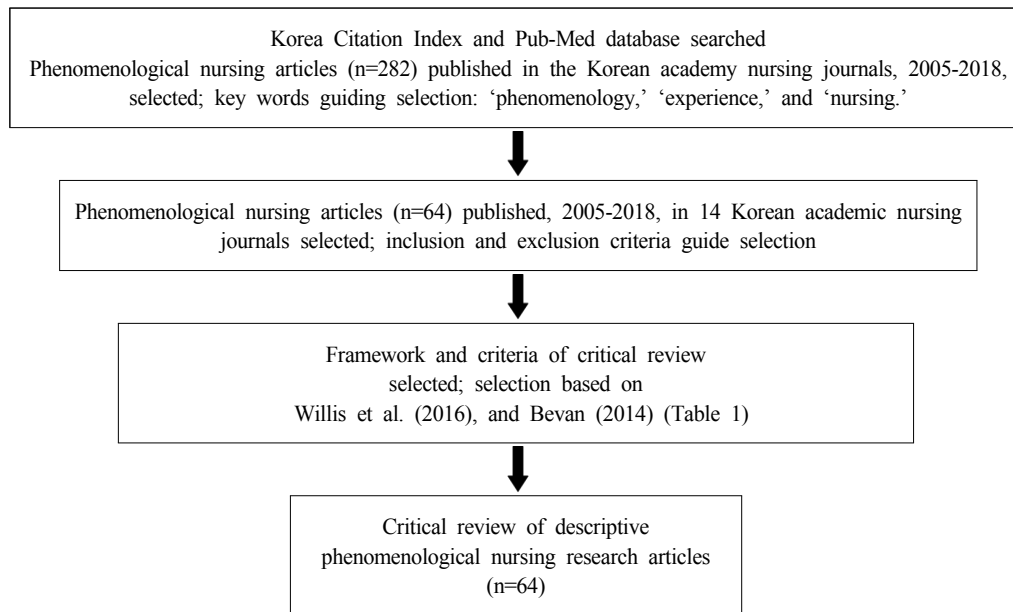 Korea Citation Index and Pub-Med database searched
Phenomenological nursing articles (n=282) published in the Korean academy nursing journals, 2005-2018,
selected; key words guiding selection: ‘phenomenology,’ ‘experience,’ and ‘nursing.’
Phenomenological nursing articles (n=64) published, 2005-2018, in 14 Korean academic nursing
journals selected; inclusion and exclusion criteria guide selection
Framework and criteria of critical review
selected; selection based on
Willis et al. (2016), and Bevan (2014) (Table 1)
Critical review of descriptive
phenomenological nursing research articles
(n=64)